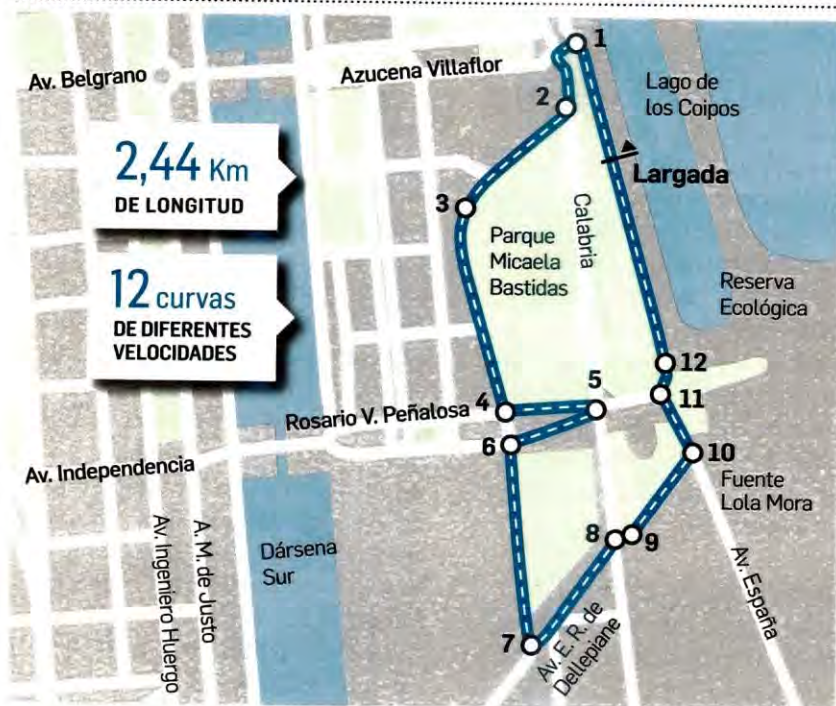 Av. Belgrano
Azucena Villaflor
1
2
Lago de
los Coipos
Largada
2,44 Km
DE LONGITUD
3
Calabria
Parque
Micaela
Bastidas
12 curvas
DE DIFERENTES
VELOCIDADES
Reserva
Ecológica
12
5
11
Rosario V. Peñalosa
4
6
10
Av. Independencia
Fuente
Lola Mora
Av. Ingeniero Huergo
A. M. de Justo
Dársena
Sur
8
9
7
Av. E. R. de
Dellepiane
Av. España